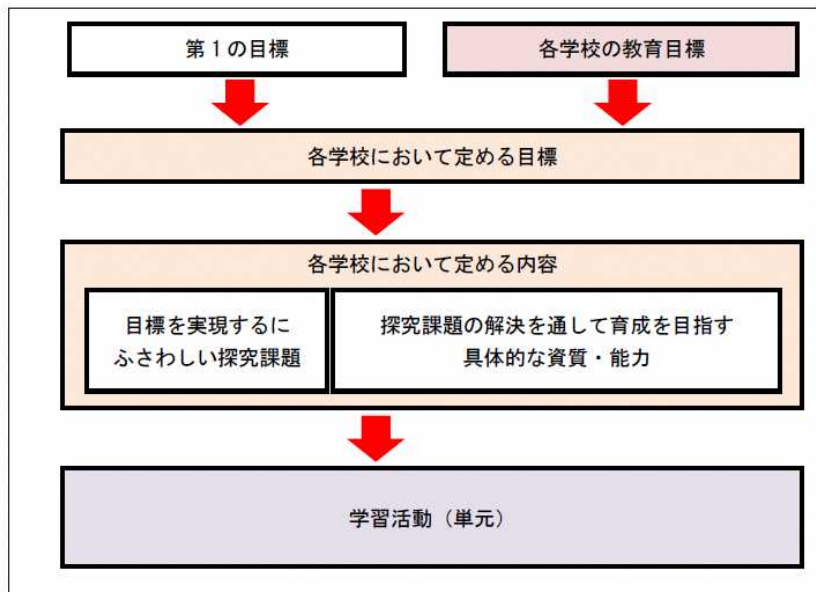 第1の目標
各学校の教育目標
各学校において定める目標
各学校において定める内容
目標を実現するに
ふさわしい探究課題
探究課題の解決を通して育成を目指す
具体的な資質・能力
学習活動（単元）